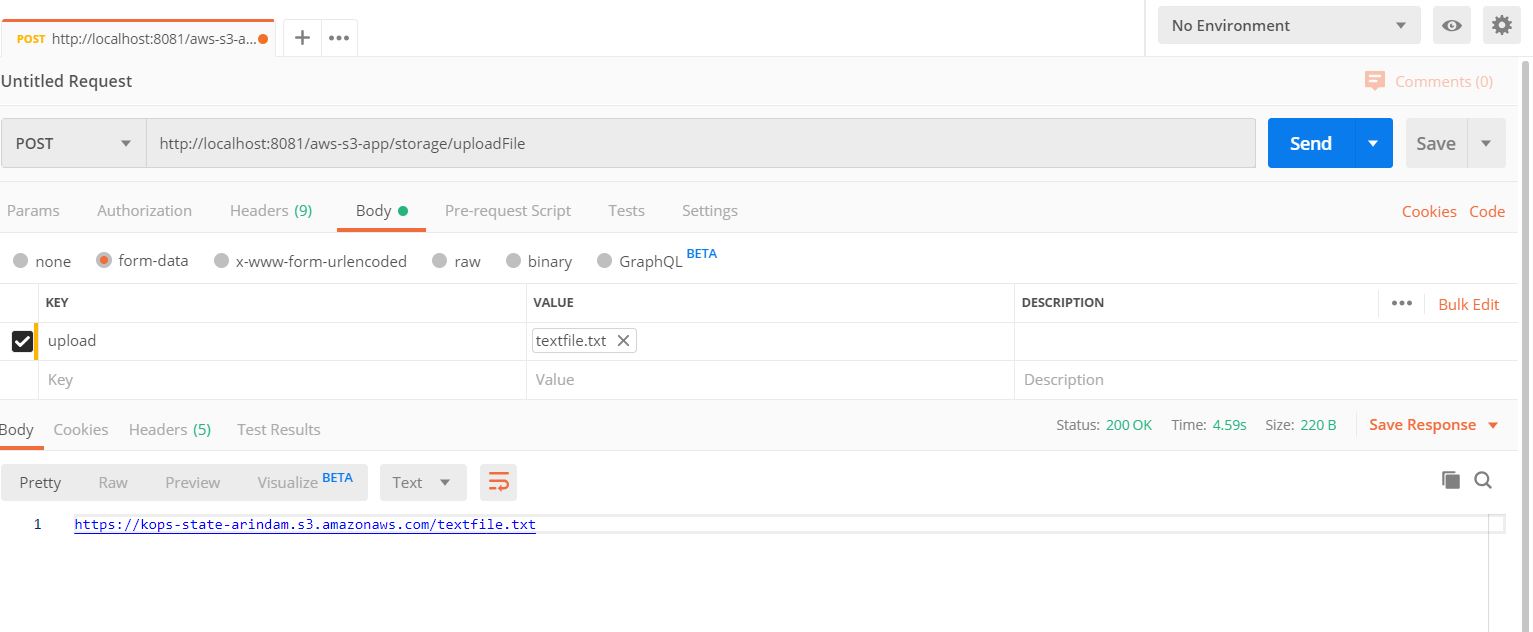 POST http://localhost:8081/aws-s3-a...
No Environment
Untitled Request
Comments (0)
POST http://localhost:8081/aws-s3-app/storage/uploadFile Send Save
Params Authorization Headers (9) Body Pre-request Script Tests Settings Cookies Code
none form-data x-www-form-urlencoded raw binary GraphQL BETA
KEY VALUE DESCRIPTION Bulk Edit
upload textfile.txt
Key Value Description
Body Cookies Headers (5) Test Results Status: 200 OK Time: 4.59s Size: 220 B Save Response
Pretty Raw Preview Visualize BETA Text
1 https://kops-state-arindam.s3.amazonaws.com/textfile.txt